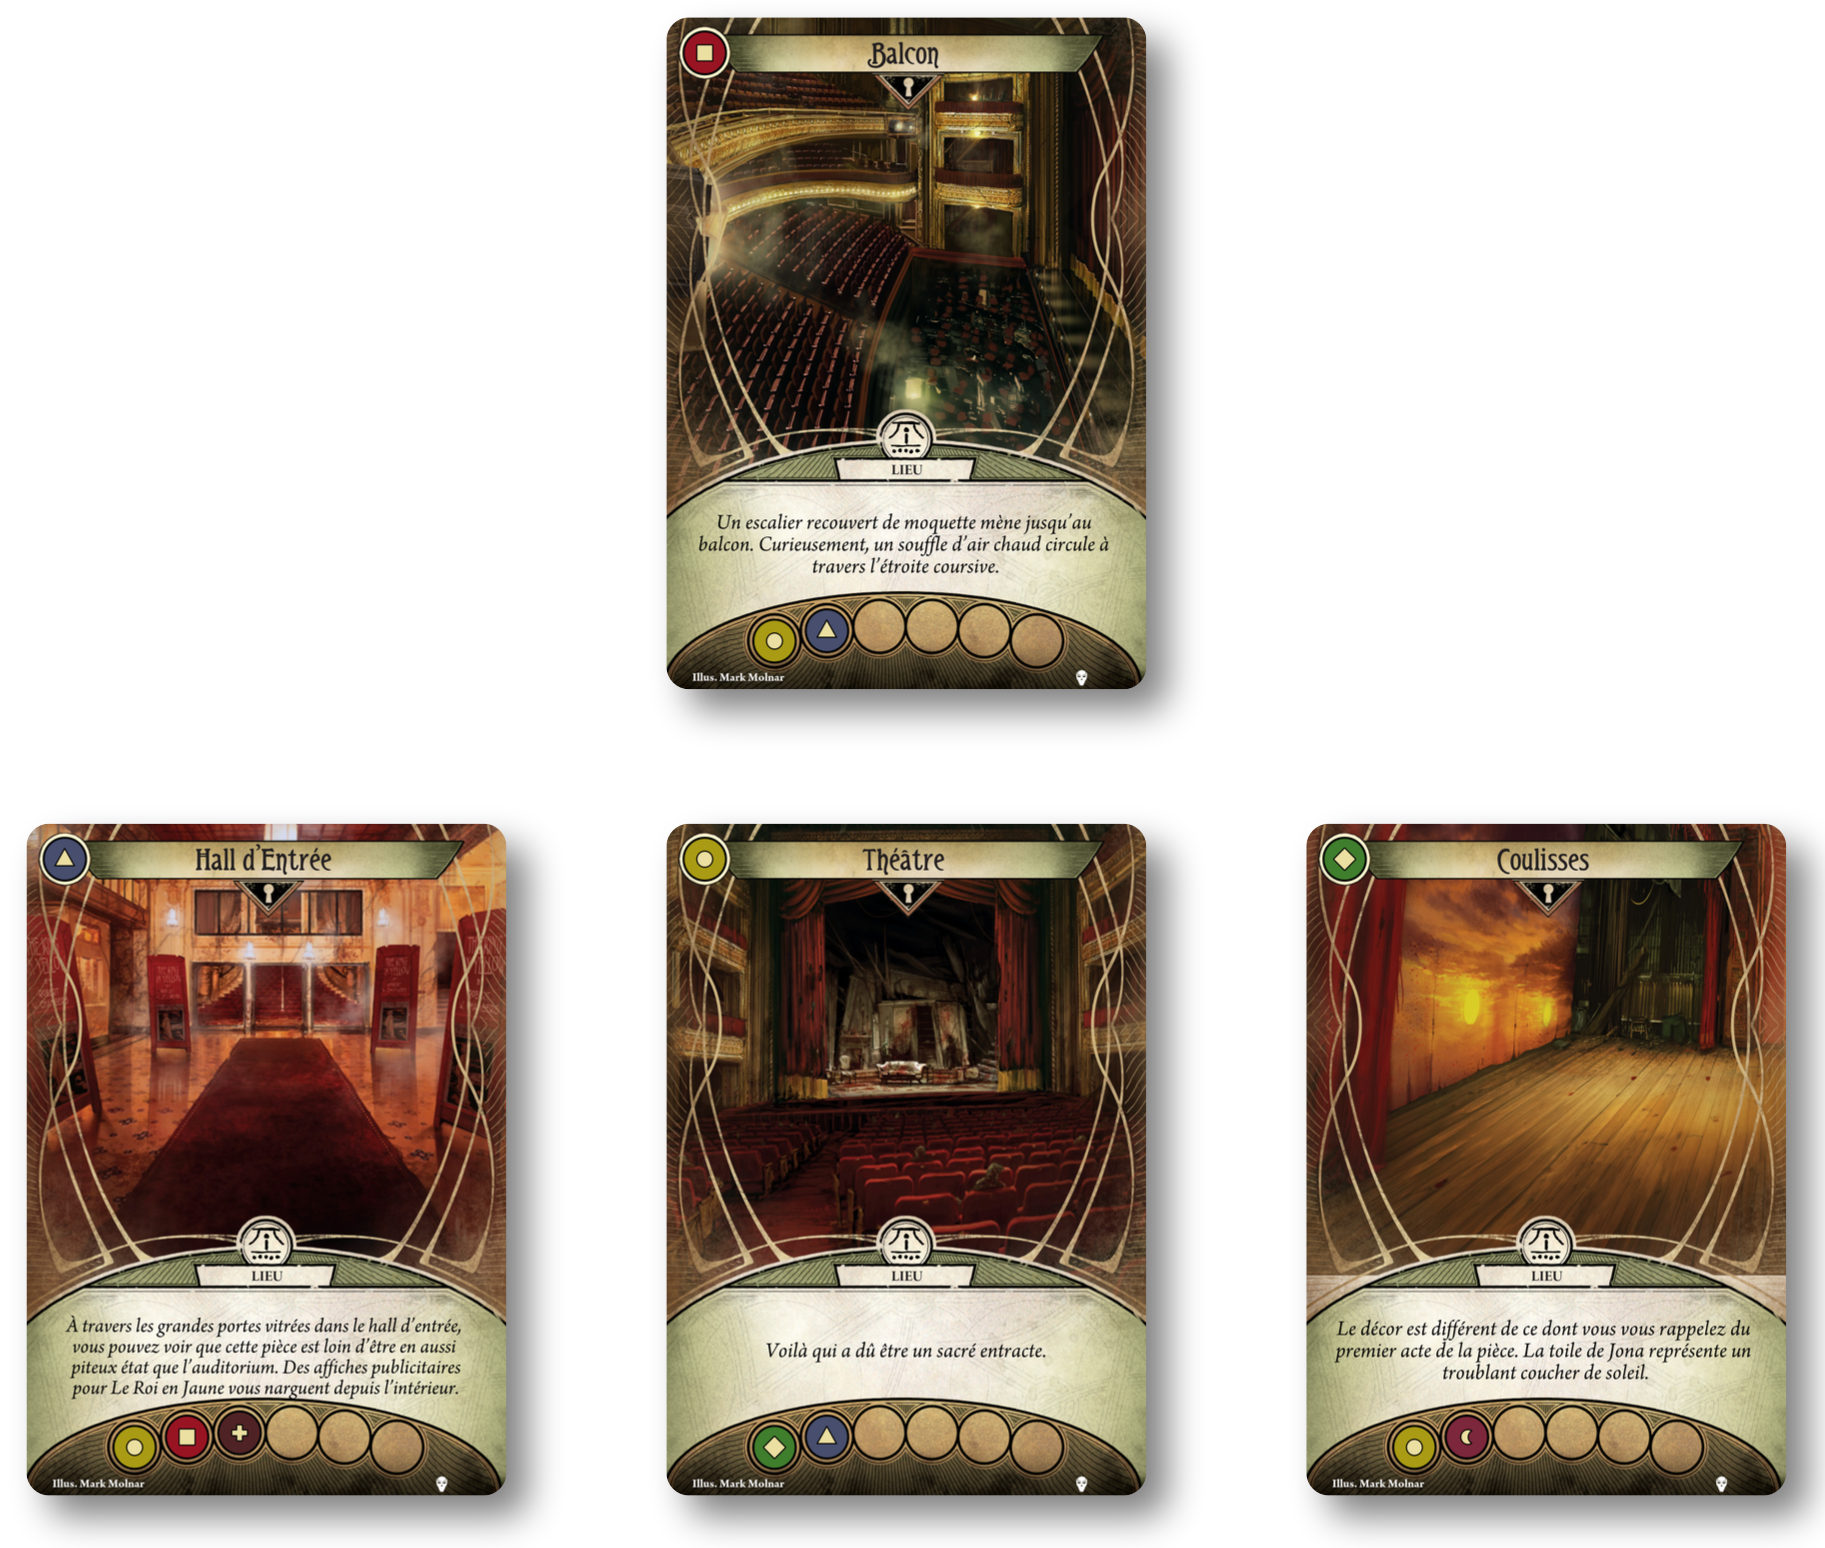 Balcon
LIEU
Un escalier recouvert de moquette mène jusqu'au
balcon. Curieusement, un souffle d'air chaud circule à
travers l'étroite coursive.
Illus. Mark Molnar
Hall d'Entrée
LIEU
À travers les grandes portes vitrées dans le hall d'entrée,
vous pouvez voir que cette pièce est loin d'être en aussi
piteux état que l'auditorium. Des affiches publicitaires
pour Le Roi en Jaune vous narguent depuis l'intérieur.
Illus. Mark Molnar
Théâtre
LIEU
Voilà qui a dû être un sacré entracte.
Illus. Mark Molnar
Coulisses
LIEU
Le décor est différent de ce dont vous vous rappelez du
premier acte de la pièce. La toile de Jona représente un
troublant coucher de soleil.
Illus. Mark Molnar